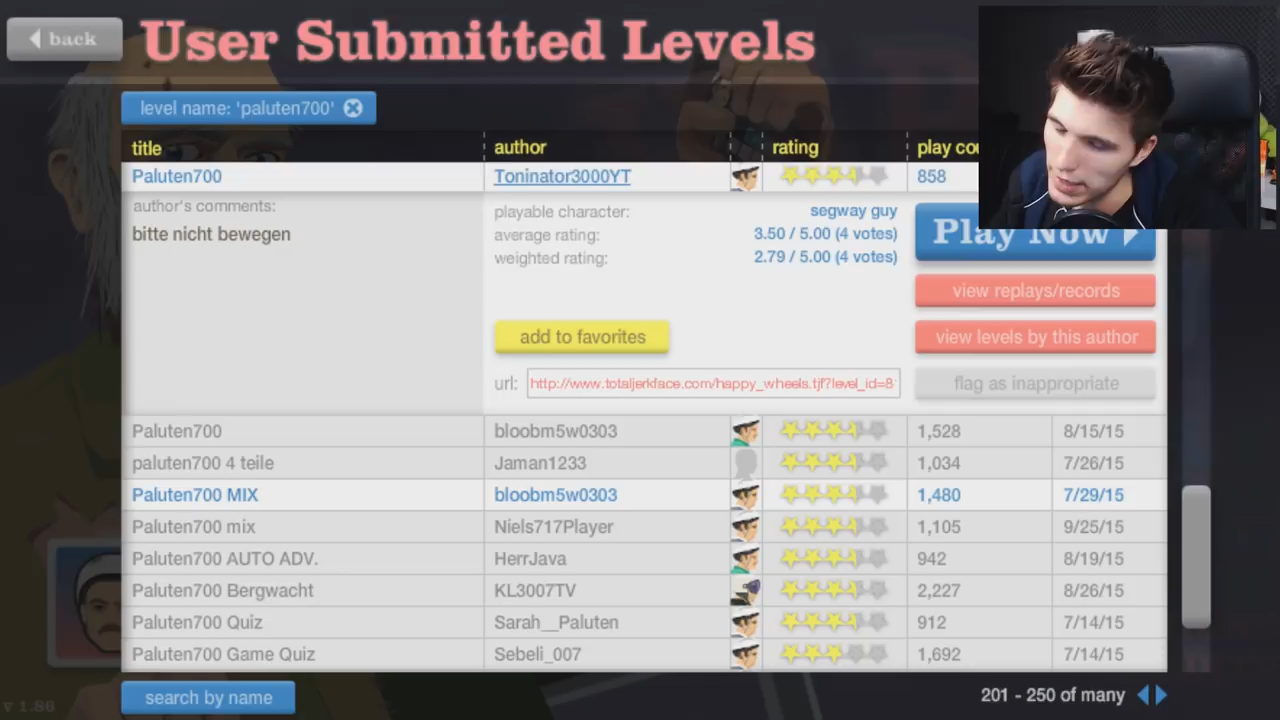 back
User Submitted Levels
level name: 'paluten700'
title author rating play cou
Paluten700 Toninator3000YT 858
author's comments:
bitte nicht bewegen
playable character: segway guy
average rating: 3.50 / 5.00 (4 votes)
weighted rating: 2.79 / 5.00 (4 votes)
add to favorites
url: http://www.totaljerkface.com/happy_wheels.tjf?level_id=8
Play Now
view replays/records
view levels by this author
flag as inappropriate
Paluten700 bloobm5w0303 1,528 8/15/15
paluten700 4 teile Jaman1233 1,034 7/26/15
Paluten700 MIX bloobm5w0303 1,480 7/29/15
Paluten700 mix Niels717Player 1,105 9/25/15
Paluten700 AUTO ADV. HerrJava 942 8/19/15
Paluten700 Bergwacht KL3007TV 2,227 8/26/15
Paluten700 Quiz Sarah__Paluten 912 7/14/15
Paluten700 Game Quiz Sebeli_007 1,692 7/14/15
search by name
201 - 250 of many
v 1.86